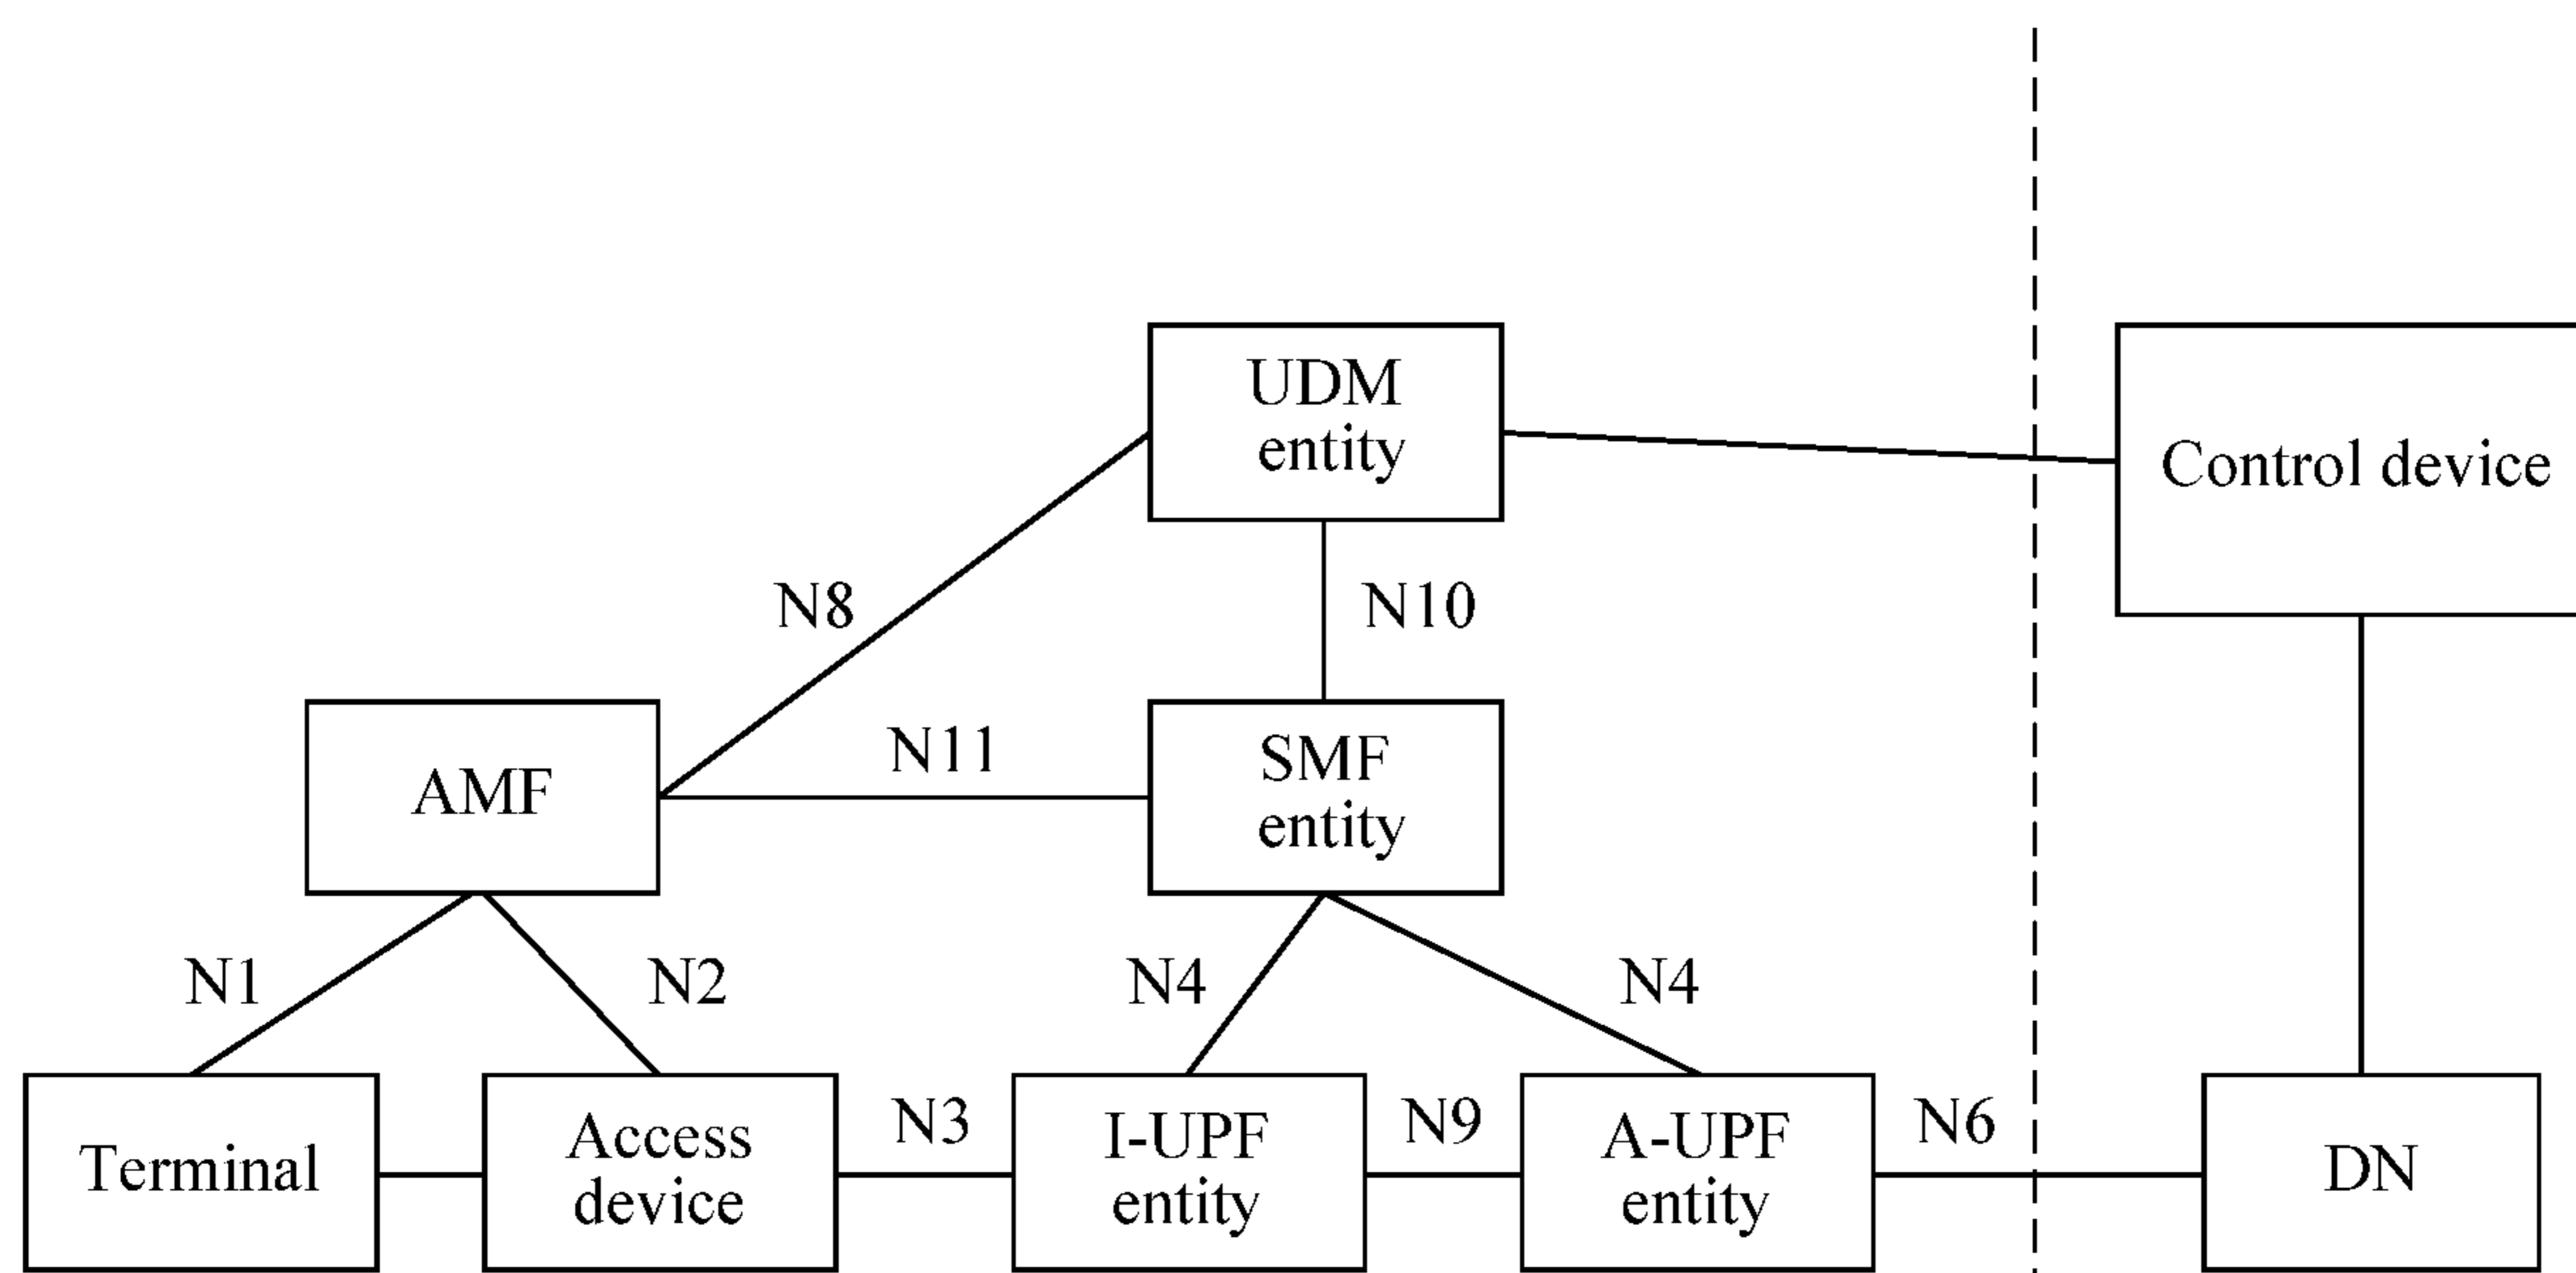 UDM
entity
Control device
N8
N10
AMF
N11
SMF
entity
N1
N2
N4
N4
Terminal
Access
device
N3
I-UPF
entity
N9
A-UPF
entity
N6
DN